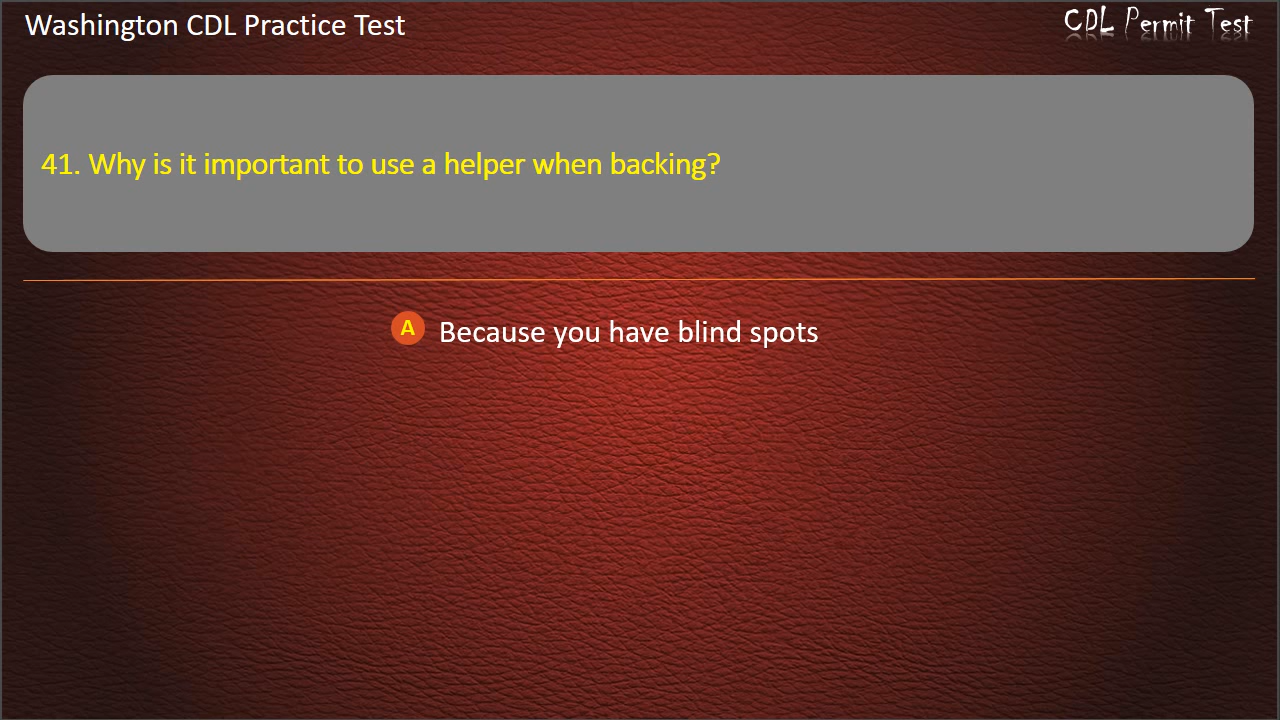 Washington CDL Practice Test
CDL Permit Test
41. Why is it important to use a helper when backing?
A Because you have blind spots